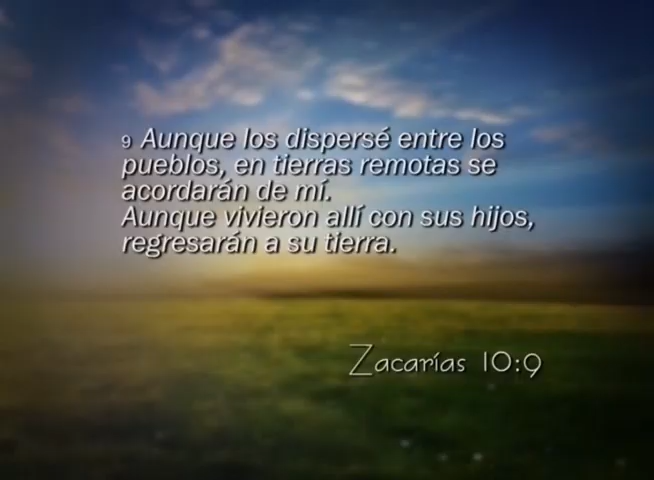 9 Aunque los dispersé entre los
pueblos, en tierras remotas se
acordarán de mí.
Aunque vivieron allí con sus hijos,
regresarán a su tierra.
Zacarías 10:9